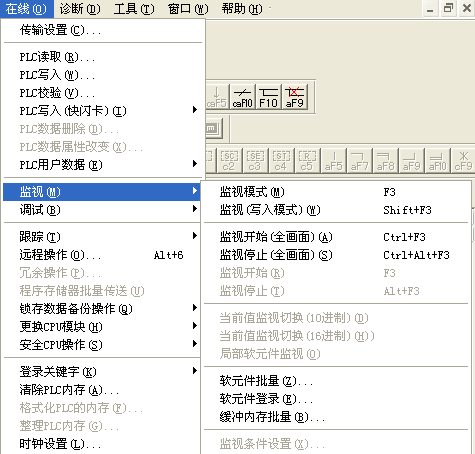 在线(O) 诊断(D) 工具(T) 窗口(W) 帮助(H)
传输设置(C)...
PLC读取(R)...
PLC写入(W)...
PLC校验(V)...
PLC写入(快闪卡)(I)
PLC数据删除(D)...
PLC数据属性改变(X)...
PLC用户数据(E)
监视(M)
调试(B)
跟踪(T)
远程操作(O)... Alt+6
冗余操作(P)...
程序存储器批量传送(U)
锁存数据备份操作(Q)
更换CPU模块(H)
安全CPU操作(S)
登录关键字(K)
清除PLC内存(A)...
格式化PLC的内存(F)...
整理PLC内存(G)...
时钟设置(L)...
caF5 caF10 F10 aF9
SC c2 SE c3 ST c4 R c5 aF5 aF7 aF8 aF9 aF10 cF9
监视模式(M) F3
监视(写入模式)(W) Shift+F3
监视开始(全画面)(A) Ctrl+F3
监视停止(全画面)(S) Ctrl+Alt+F3
监视开始(R) F3
监视停止(T) Alt+F3
当前值监视切换(10进制)(D)
当前值监视切换(16进制)(H))
局部软元件监视(O)
软元件批量(Z)...
软元件登录(E)...
缓冲内存批量(B)...
监视条件设置(X)...